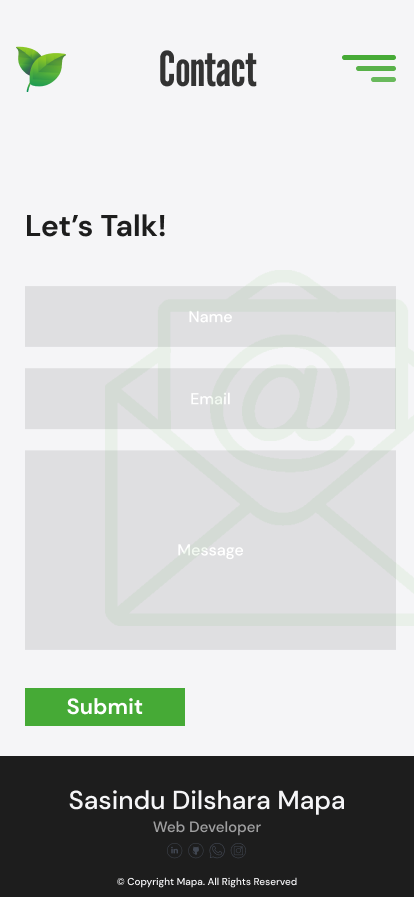 Contact
Let’s Talk!
Name
Email
Message
Submit
Sasindu Dilshara Mapa
Web Developer
© Copyright Mapa. All Rights Reserved